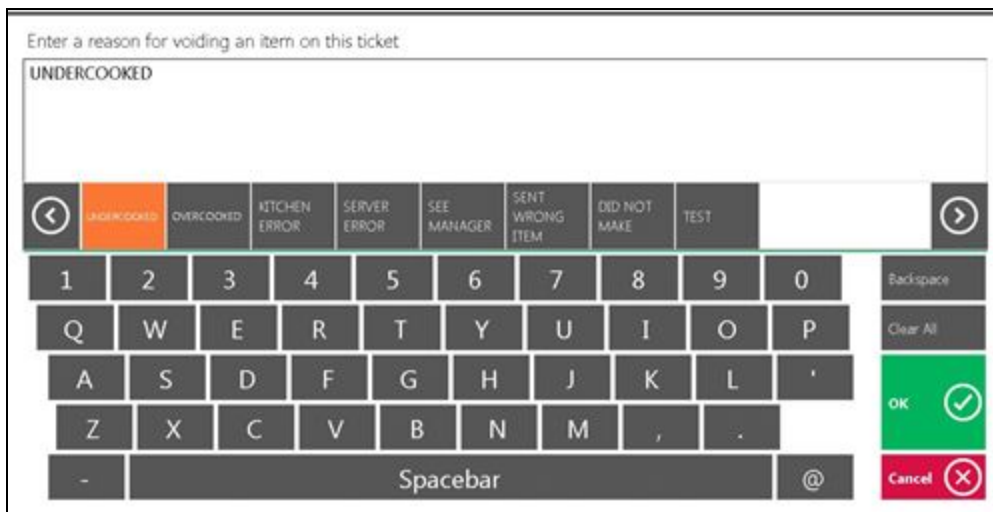 Enter a reason for voiding an item on this ticket
UNDERCOOKED
UNDERCOOKED
OVERCOOKED
KITCHEN
ERROR
SERVER
ERROR
SEE
MANAGER
SENT
WRONG
ITEM
DID NOT
MAKE
TEST
1 2 3 4 5 6 7 8 9 0
Backspace
Q W E R T Y U I O P
Clear All
A S D F G H J K L '
OK
Z X C V B N M , .
- Spacebar @
Cancel